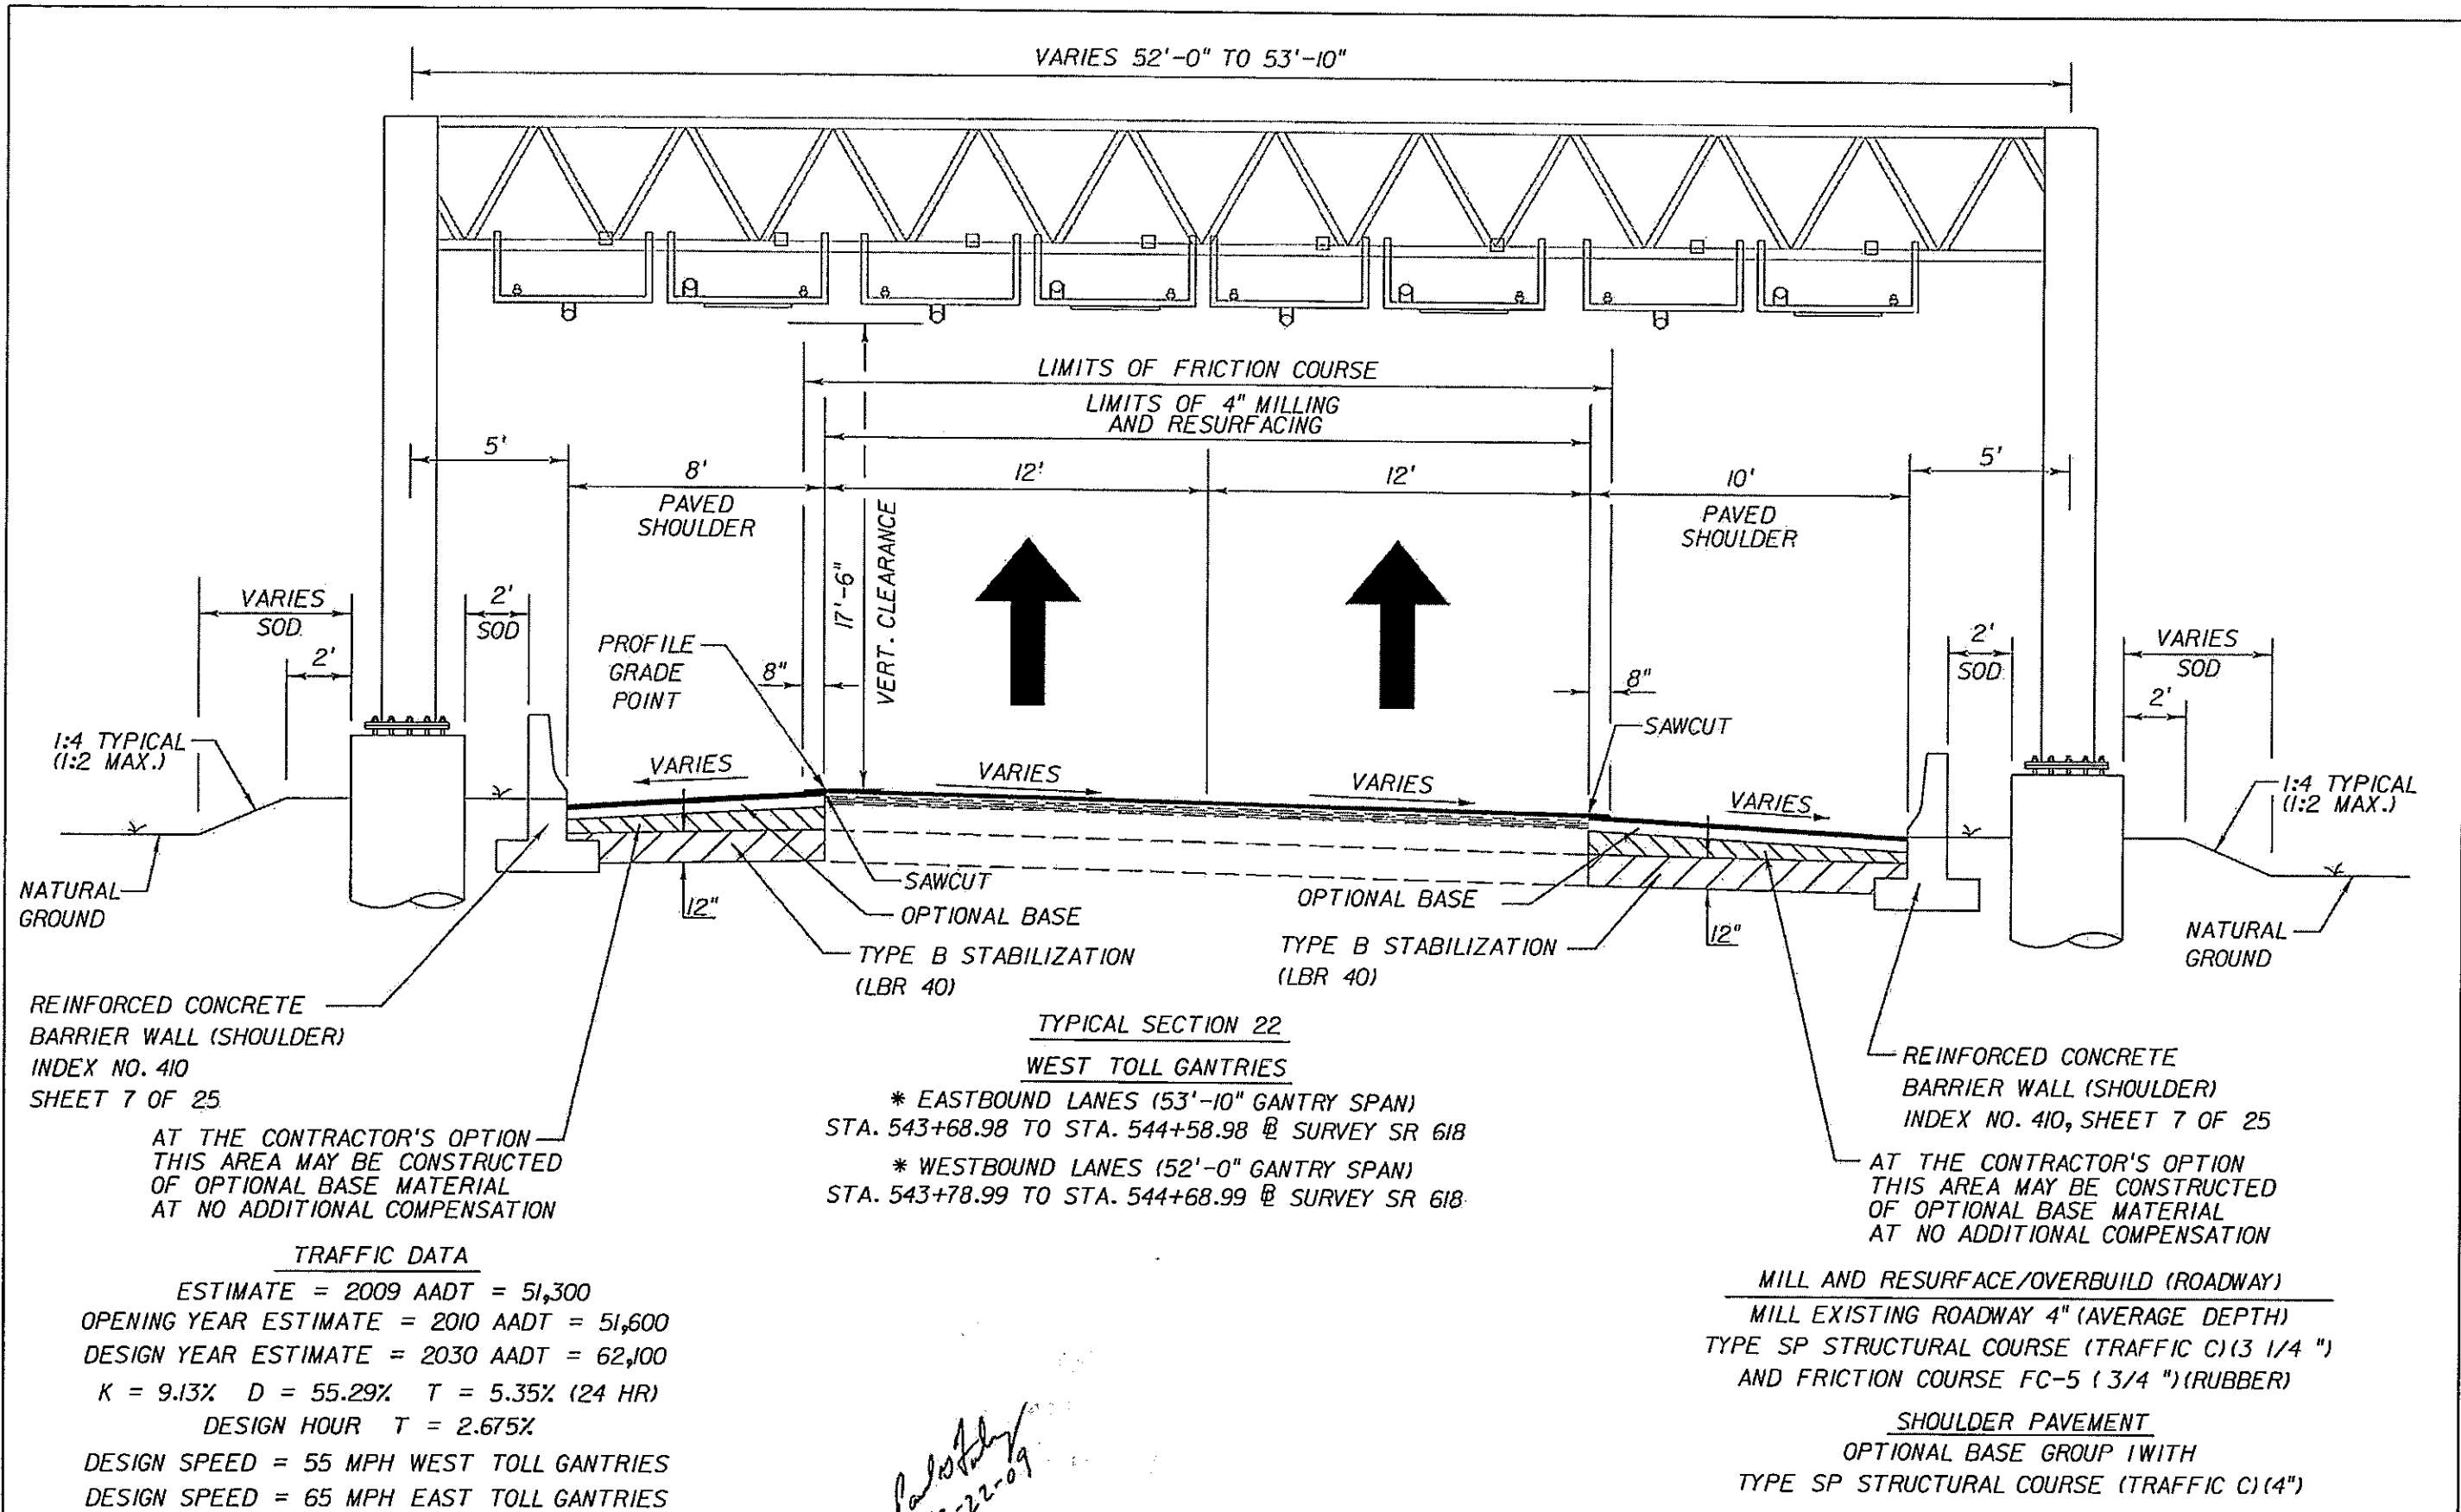 VARIES 52'-0" TO 53'-10"
LIMITS OF FRICTION COURSE
LIMITS OF 4" MILLING
AND RESURFACING
5'
8'
PAVED
SHOULDER
12'
12'
10'
PAVED
SHOULDER
5'
17'-6"
VERT. CLEARANCE
VARIES
SOD
2'
2'
SOD
PROFILE
GRADE
POINT
8"
8"
SAWCUT
2'
SOD
VARIES
SOD
2'
1:4 TYPICAL
(1:2 MAX.)
VARIES
VARIES
VARIES
VARIES
1:4 TYPICAL
(1:2 MAX.)
NATURAL
GROUND
12"
SAWCUT
OPTIONAL BASE
TYPE B STABILIZATION
(LBR 40)
OPTIONAL BASE
TYPE B STABILIZATION
(LBR 40)
12"
NATURAL
GROUND
REINFORCED CONCRETE
BARRIER WALL (SHOULDER)
INDEX NO. 410
SHEET 7 OF 25
AT THE CONTRACTOR'S OPTION
THIS AREA MAY BE CONSTRUCTED
OF OPTIONAL BASE MATERIAL
AT NO ADDITIONAL COMPENSATION
TYPICAL SECTION 22
WEST TOLL GANTRIES
* EASTBOUND LANES (53'-10" GANTRY SPAN)
STA. 543+68.98 TO STA. 544+58.98 BL SURVEY SR 618
* WESTBOUND LANES (52'-0" GANTRY SPAN)
STA. 543+78.99 TO STA. 544+68.99 BL SURVEY SR 618
REINFORCED CONCRETE
BARRIER WALL (SHOULDER)
INDEX NO. 410, SHEET 7 OF 25
AT THE CONTRACTOR'S OPTION
THIS AREA MAY BE CONSTRUCTED
OF OPTIONAL BASE MATERIAL
AT NO ADDITIONAL COMPENSATION
TRAFFIC DATA
ESTIMATE = 2009 AADT = 51,300
OPENING YEAR ESTIMATE = 2010 AADT = 51,600
DESIGN YEAR ESTIMATE = 2030 AADT = 62,100
K = 9.13% D = 55.29% T = 5.35% (24 HR)
DESIGN HOUR T = 2.675%
DESIGN SPEED = 55 MPH WEST TOLL GANTRIES
DESIGN SPEED = 65 MPH EAST TOLL GANTRIES
MILL AND RESURFACE/OVERBUILD (ROADWAY)
MILL EXISTING ROADWAY 4" (AVERAGE DEPTH)
TYPE SP STRUCTURAL COURSE (TRAFFIC C)(3 1/4 ")
AND FRICTION COURSE FC-5 ( 3/4 ")(RUBBER)
SHOULDER PAVEMENT
OPTIONAL BASE GROUP 1 WITH
TYPE SP STRUCTURAL COURSE (TRAFFIC C)(4")